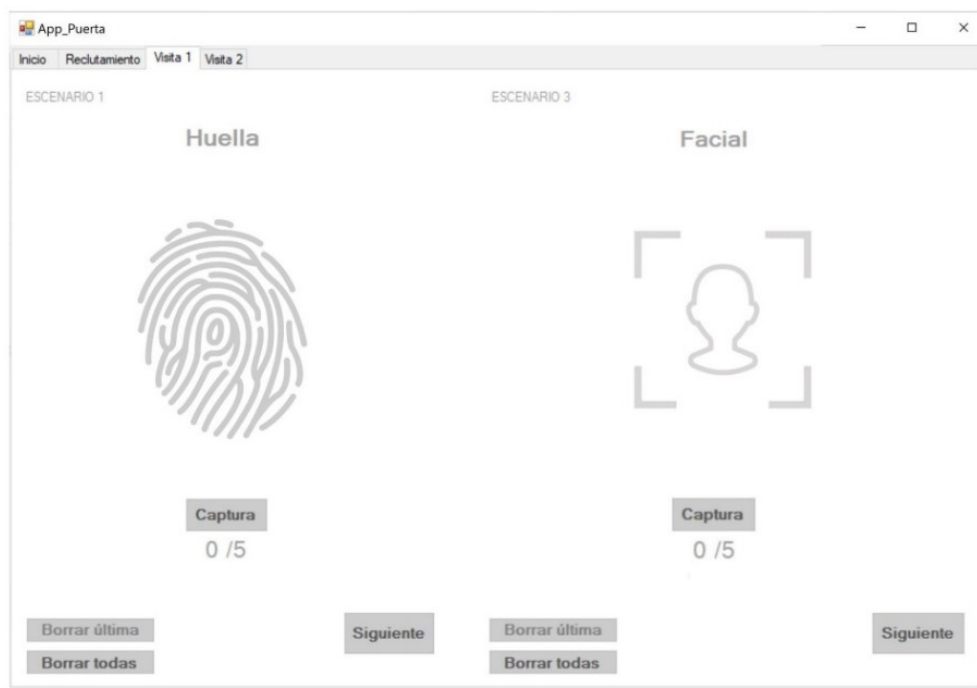 App_Puerta
Inicio Reclutamiento Visita 1 Visita 2
ESCENARIO 1
Huella
Captura
0 /5
Borrar última
Borrar todas
Siguiente
ESCENARIO 3
Facial
Captura
0 /5
Borrar última
Borrar todas
Siguiente